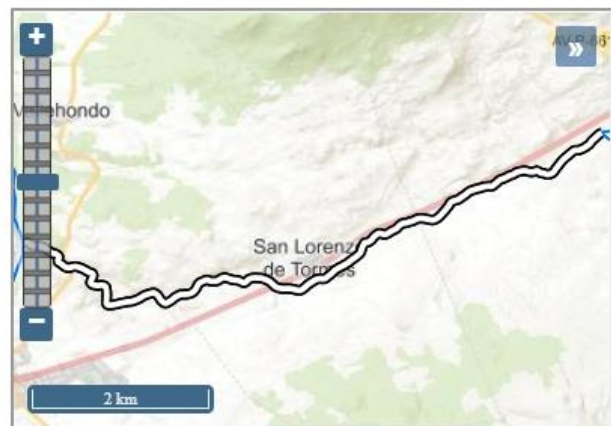 +
»
San Lorenzo
de Tormes
−
2 km